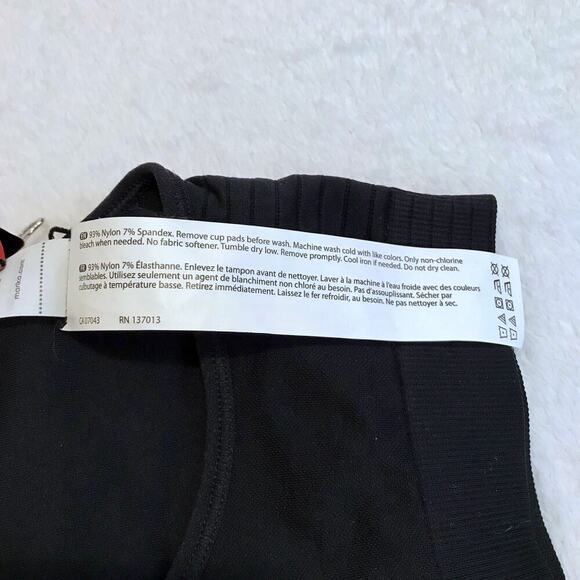 EN 93% Nylon 7% Spandex. Remove cup pads before wash. Machine wash cold with like colors. Only non-chlorine
bleach when needed. No fabric softener. Tumble dry low. Remove promptly. Cool iron if needed. Do not dry clean.
FR 93% Nylon 7% Élasthanne. Enlevez le tampon avant de nettoyer. Laver à la machine à l'eau froide avec des couleurs
semblables. Utilisez seulement un agent de blanchiment non chloré au besoin. Pas d'assouplissant. Sécher par
culbutage à température basse. Retirez immédiatement. Laissez le fer refroidir, au besoin. Ne pas nettoyer à sec.
CA 07043 RN 137013
marika.com